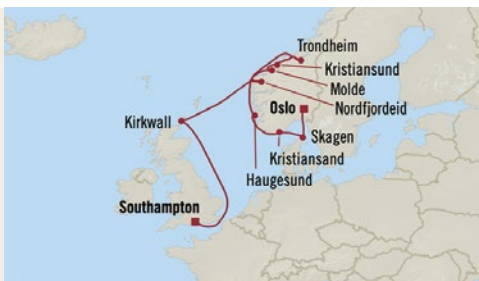 Trondheim
Kristiansund
Molde
Nordfjordeid
Oslo
Kirkwall
Skagen
Kristiansand
Haugesund
Southampton